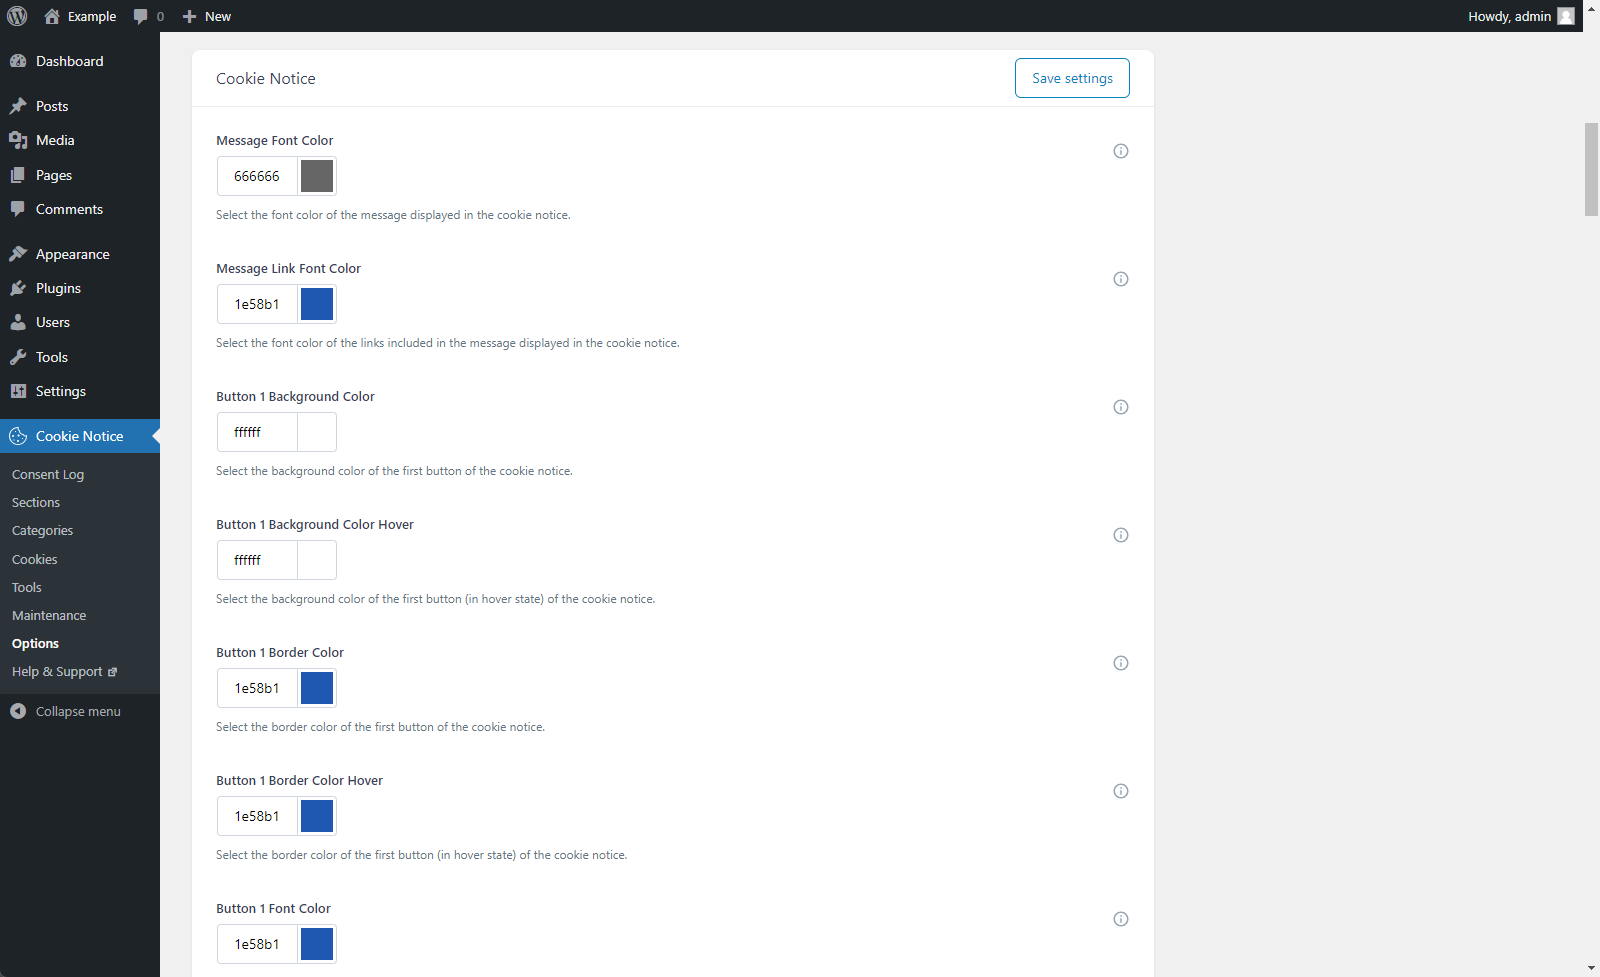 Example
0
New
Howdy, admin
Dashboard
Posts
Media
Pages
Comments
Appearance
Plugins
Users
Tools
Settings
Cookie Notice
Consent Log
Sections
Categories
Cookies
Tools
Maintenance
Options
Help & Support
Collapse menu
Cookie Notice
Save settings
Message Font Color
666666
Select the font color of the message displayed in the cookie notice.
Message Link Font Color
1e58b1
Select the font color of the links included in the message displayed in the cookie notice.
Button 1 Background Color
ffffff
Select the background color of the first button of the cookie notice.
Button 1 Background Color Hover
ffffff
Select the background color of the first button (in hover state) of the cookie notice.
Button 1 Border Color
1e58b1
Select the border color of the first button of the cookie notice.
Button 1 Border Color Hover
1e58b1
Select the border color of the first button (in hover state) of the cookie notice.
Button 1 Font Color
1e58b1